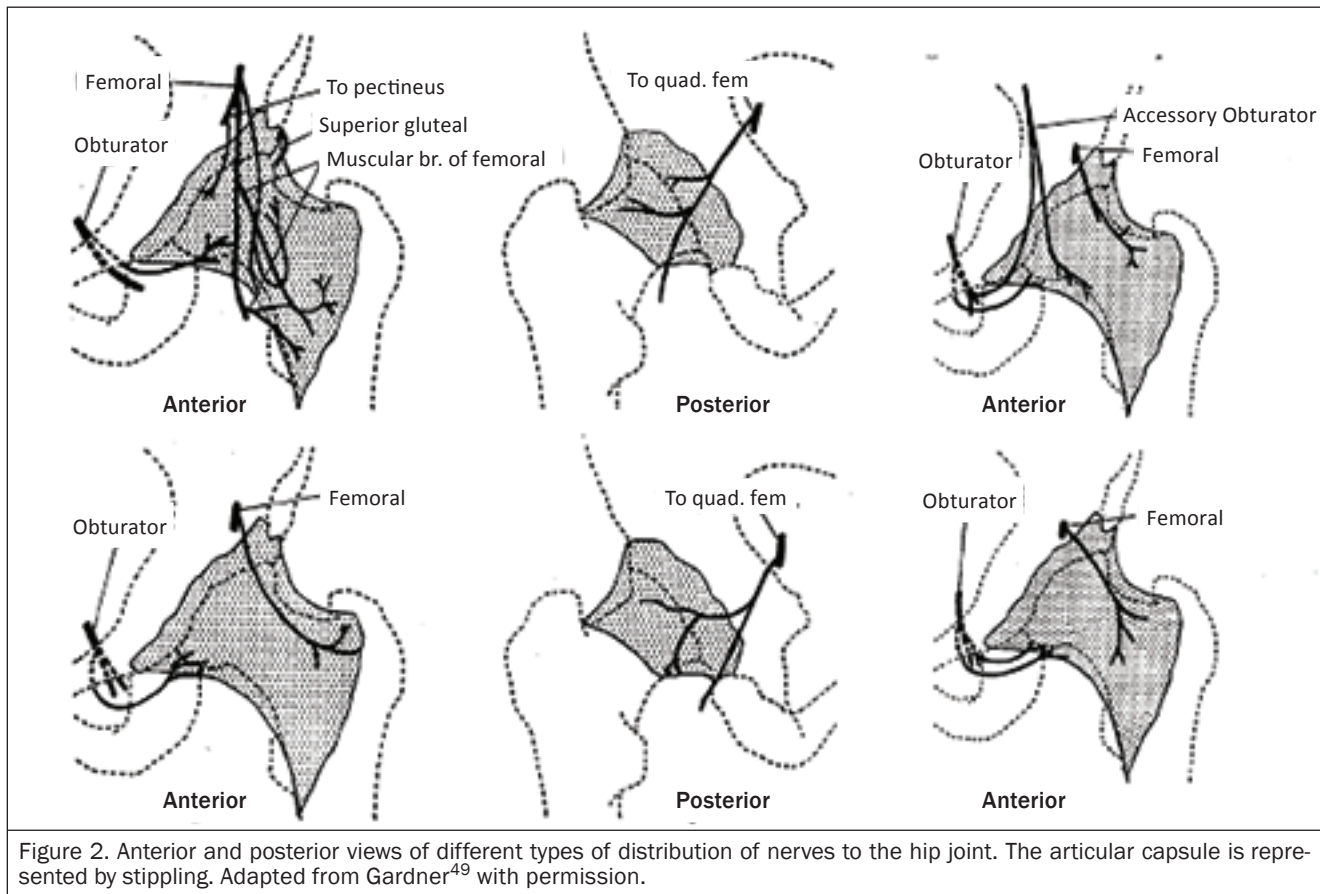 Femoral
To pectineus
Superior gluteal
Obturator
Muscular br. of femoral
Anterior
To quad. fem
Posterior
Accessory Obturator
Obturator
Femoral
Anterior
Femoral
Obturator
Anterior
To quad. fem
Posterior
Obturator
Femoral
Anterior
Figure 2. Anterior and posterior views of different types of distribution of nerves to the hip joint. The articular capsule is repre-
sented by stippling. Adapted from Gardner49 with permission.